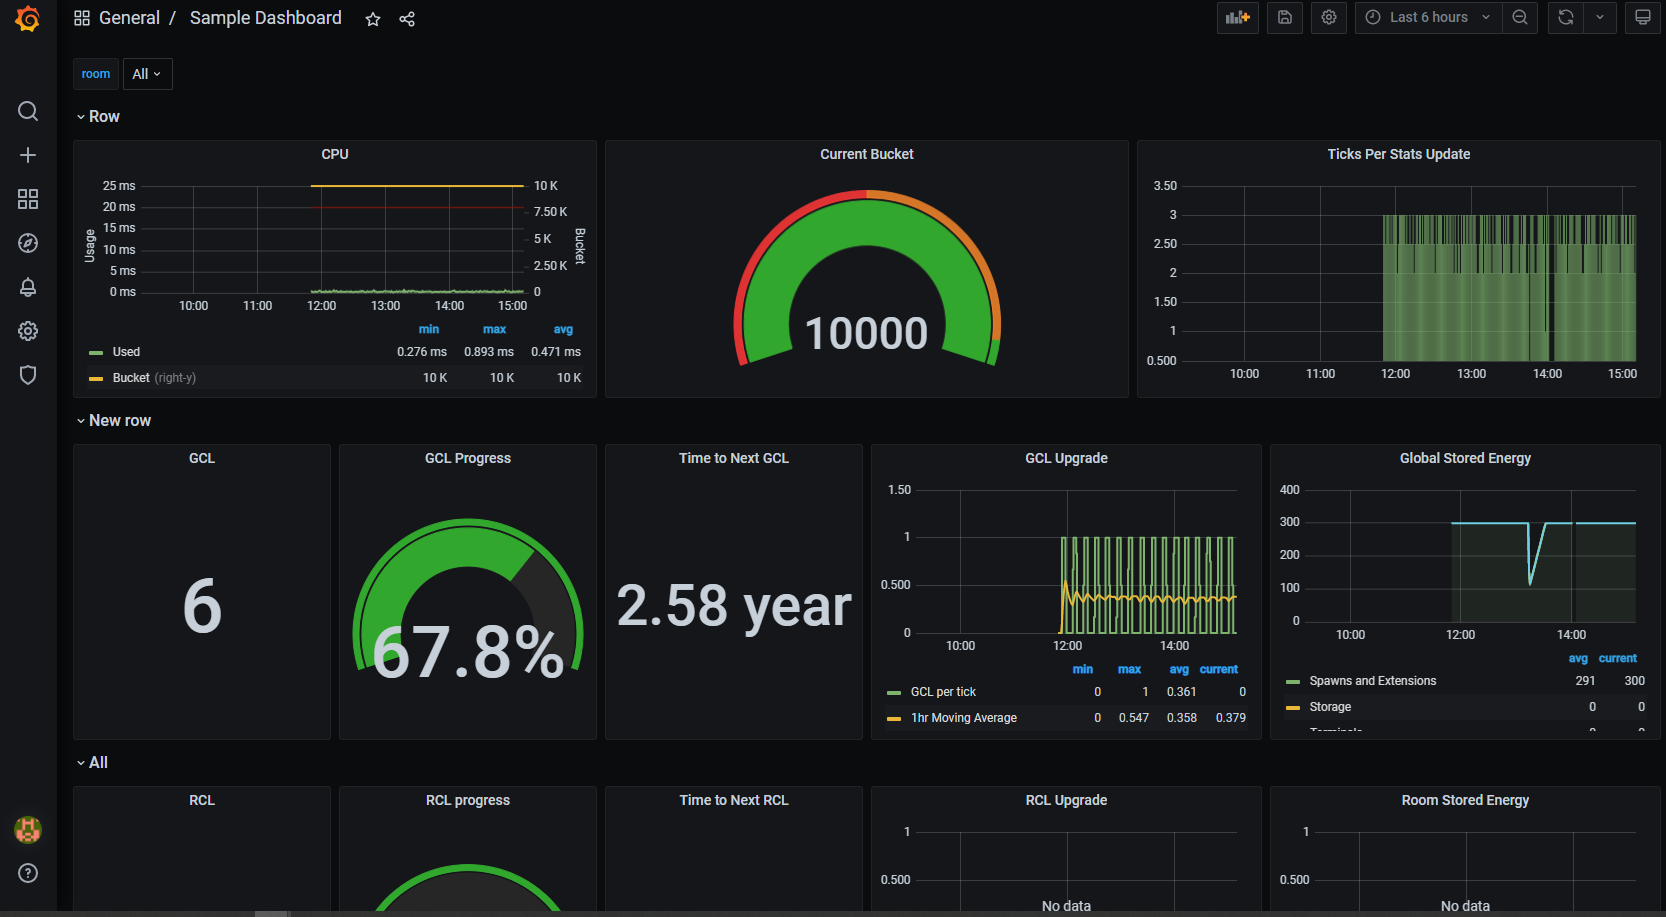 General / Sample Dashboard
Last 6 hours
room All
Row
CPU
25 ms
20 ms
15 ms
10 ms
5 ms
0 ms
Usage
10 K
7.50 K
5 K
2.50 K
0
Bucket
10:00 11:00 12:00 13:00 14:00 15:00
min max avg
Used 0.276 ms 0.893 ms 0.471 ms
Bucket (right-y) 10 K 10 K 10 K
Current Bucket
10000
Ticks Per Stats Update
3.50
3
2.50
2
1.50
1
0.500
10:00 11:00 12:00 13:00 14:00 15:00
New row
GCL
6
GCL Progress
67.8%
Time to Next GCL
2.58 year
GCL Upgrade
1.50
1
0.500
0
10:00 12:00 14:00
min max avg current
GCL per tick 0 1 0.361 0
1hr Moving Average 0 0.547 0.358 0.379
Global Stored Energy
400
300
200
100
0
10:00 12:00 14:00
avg current
Spawns and Extensions 291 300
Storage 0 0
Terminals 0 0
All
RCL
RCL progress
Time to Next RCL
RCL Upgrade
1
0.500
No data
Room Stored Energy
1
0.500
No data